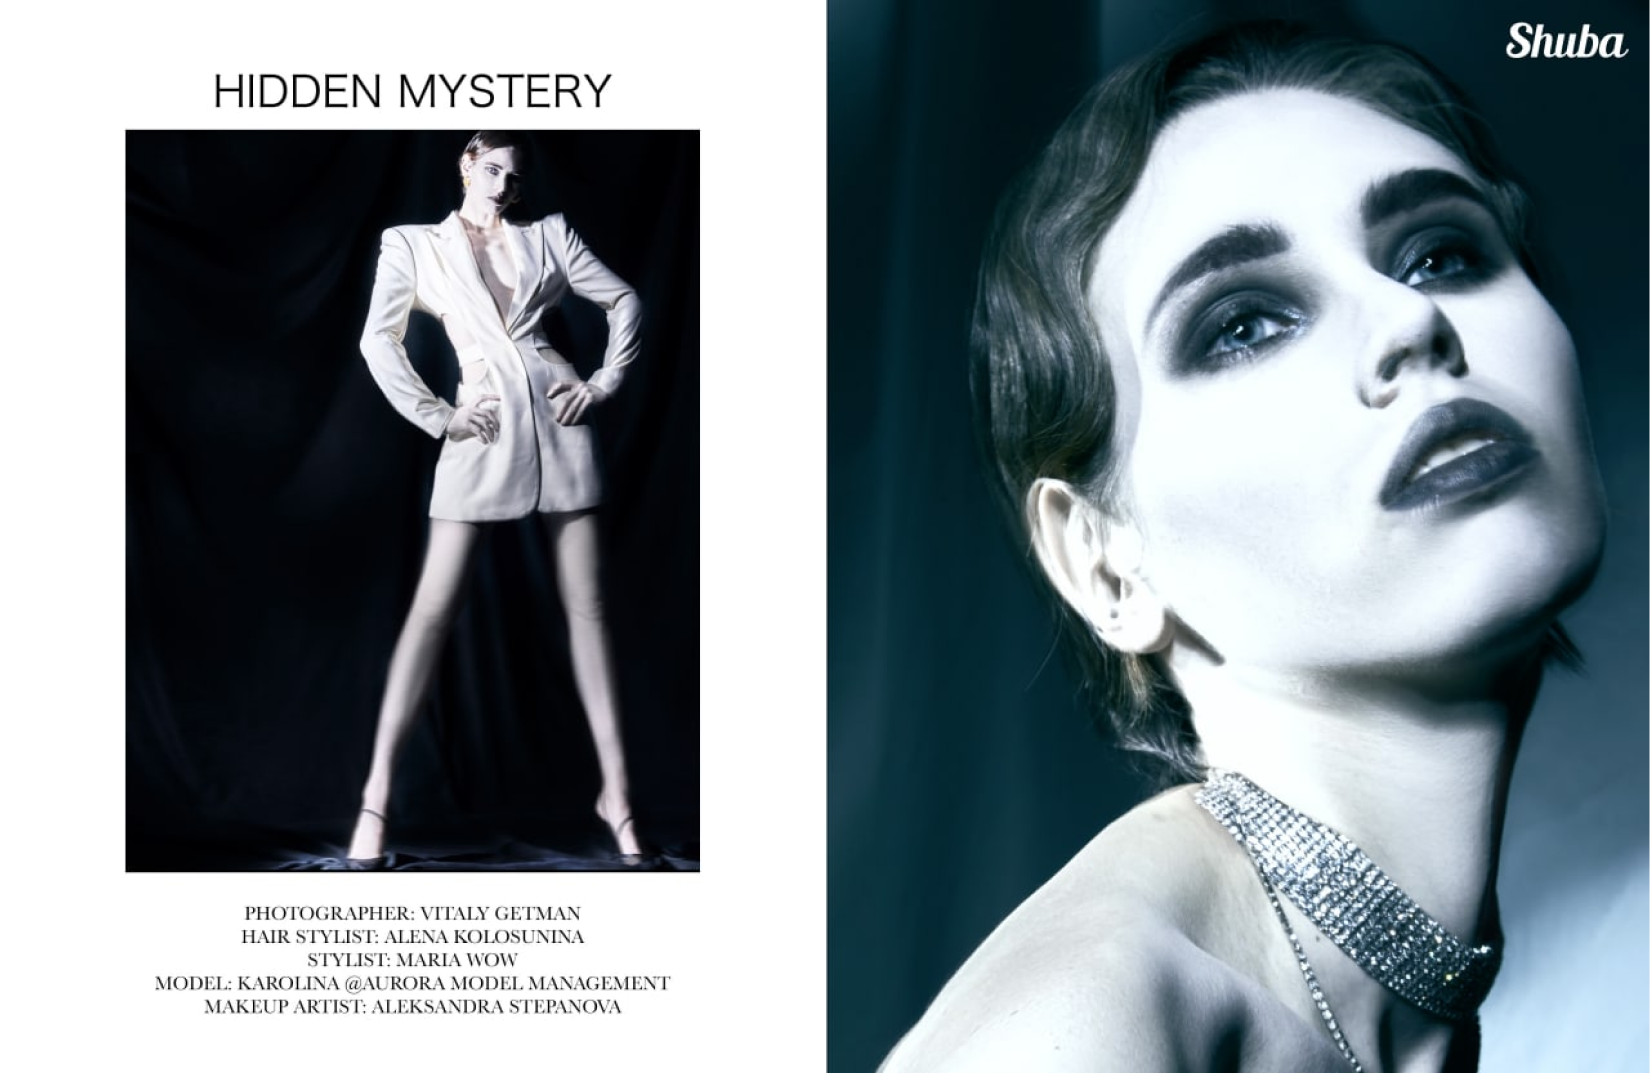 HIDDEN MYSTERY
PHOTOGRAPHER: VITALY GETMAN
HAIR STYLIST: ALENA KOLOSUNINA
STYLIST: MARIA WOW
MODEL: KAROLINA @AURORA MODEL MANAGEMENT
MAKEUP ARTIST: ALEKSANDRA STEPANOVA
Shuba